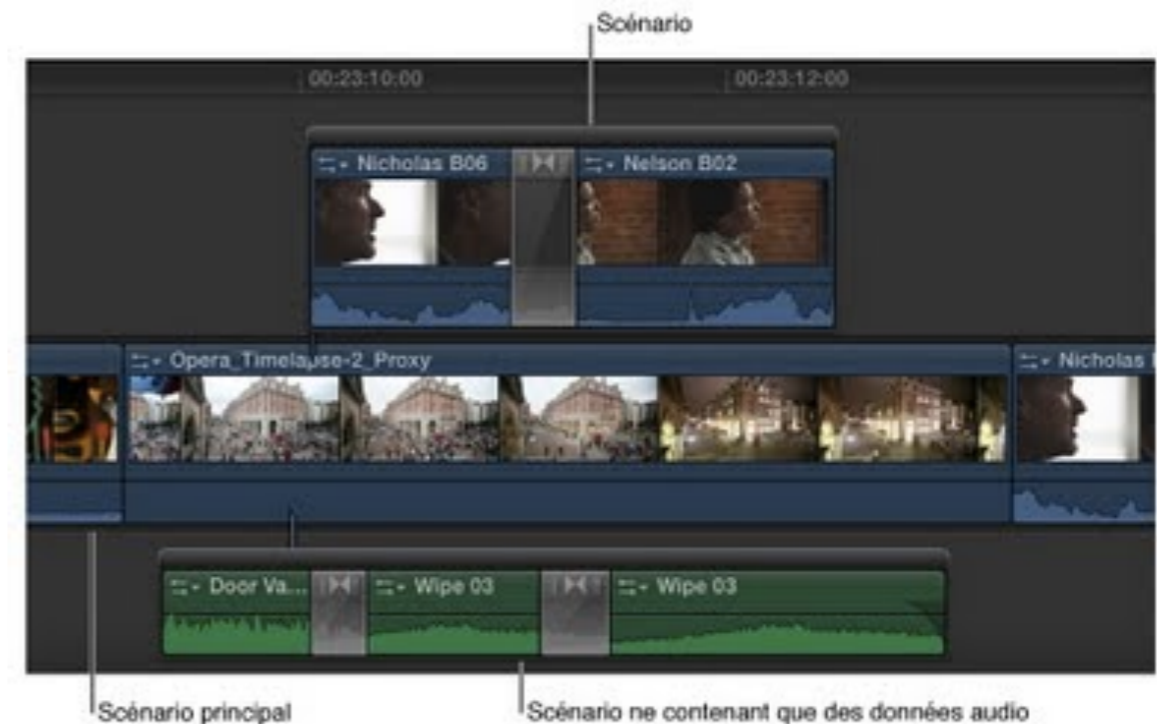 Scénario
00:23:10:00 00:23:12:00
Nicholas B06 Nelson B02
Opera_Timelapse-2_Proxy Nicholas
Door Va... Wipe 03 Wipe 03
Scénario principal Scénario ne contenant que des données audio